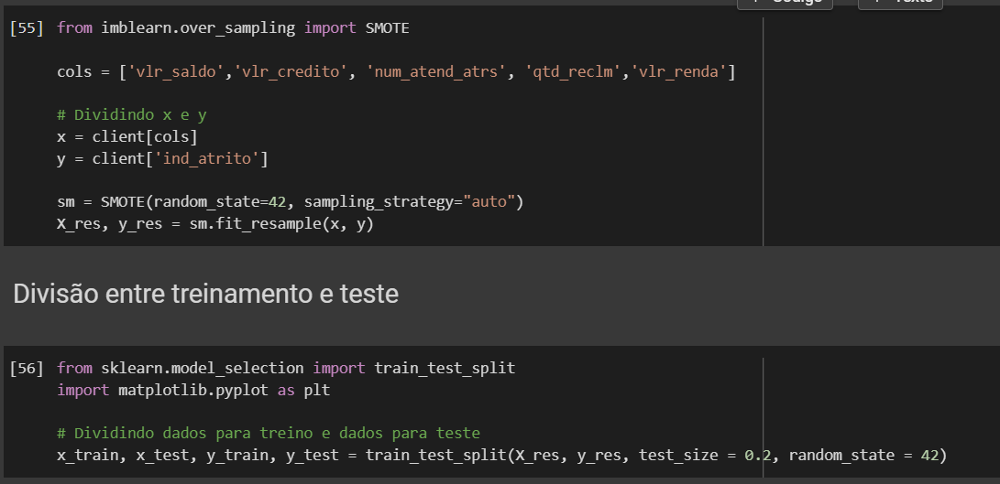 + Código + Texto
[55] from imblearn.over_sampling import SMOTE
cols = ['vlr_saldo','vlr_credito', 'num_atend_atrs', 'qtd_reclm','vlr_renda']
# Dividindo x e y
x = client[cols]
y = client['ind_atrito']
sm = SMOTE(random_state=42, sampling_strategy="auto")
X_res, y_res = sm.fit_resample(x, y)
Divisão entre treinamento e teste
[56] from sklearn.model_selection import train_test_split
import matplotlib.pyplot as plt
# Dividindo dados para treino e dados para teste
x_train, x_test, y_train, y_test = train_test_split(X_res, y_res, test_size = 0.2, random_state = 42)